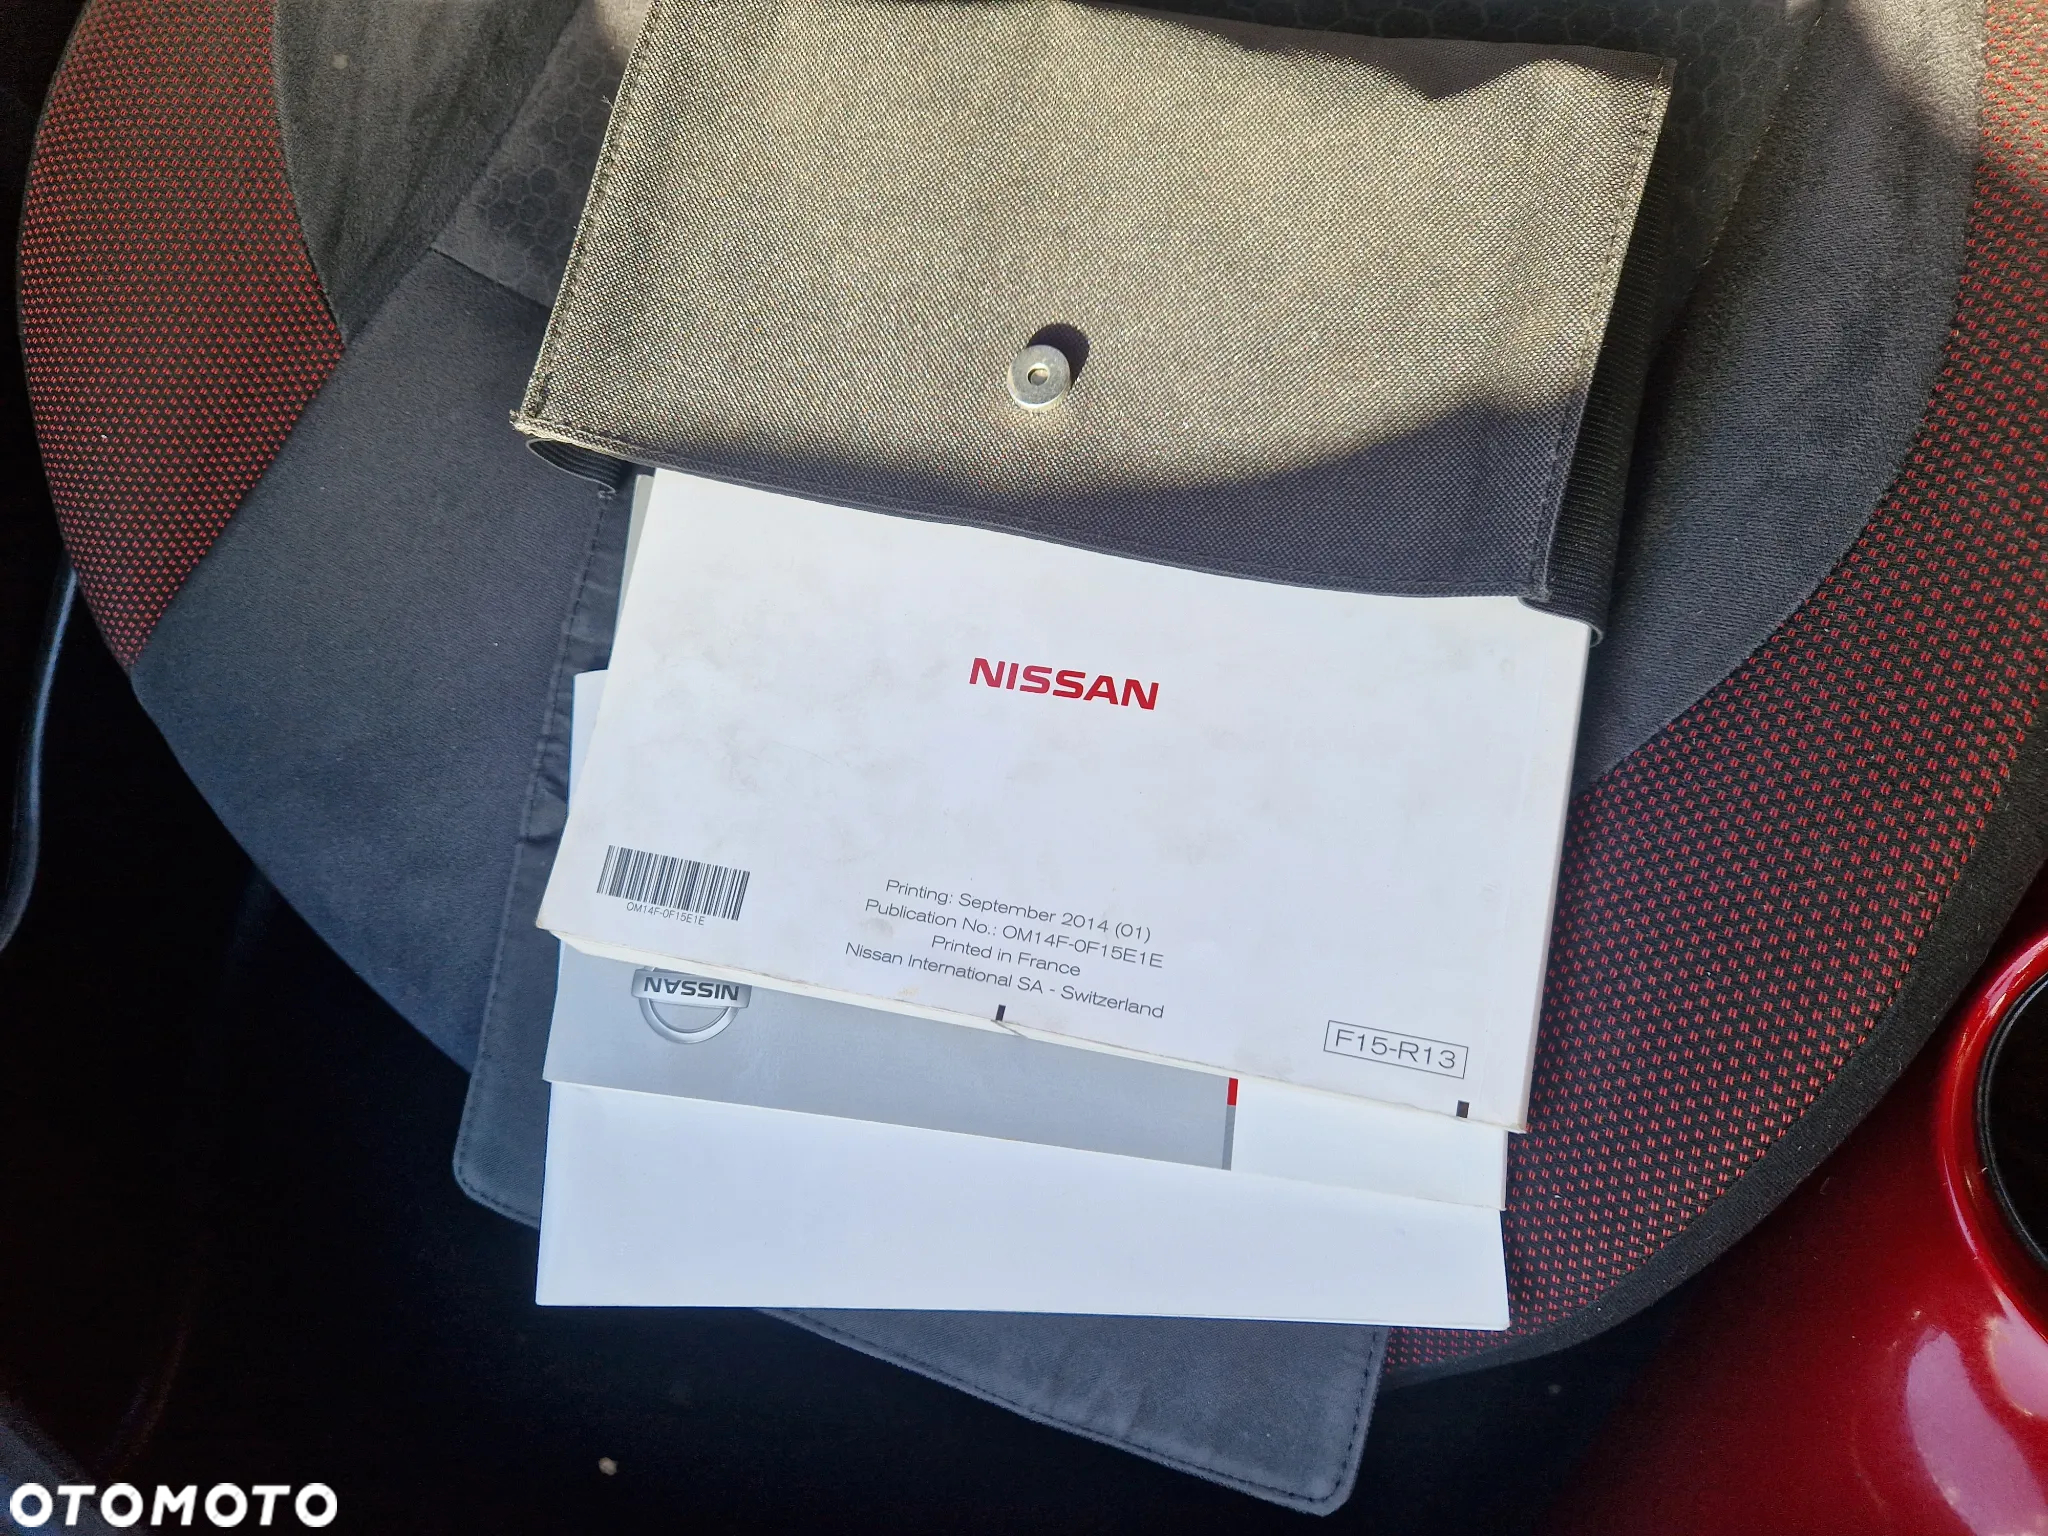 NISSAN
OM14F-0F15E1E
Printing: September 2014 (01)
Publication No.: OM14F-0F15E1E
Printed in France
Nissan International SA - Switzerland
F15-R13
NISSAN
OTOMOTO